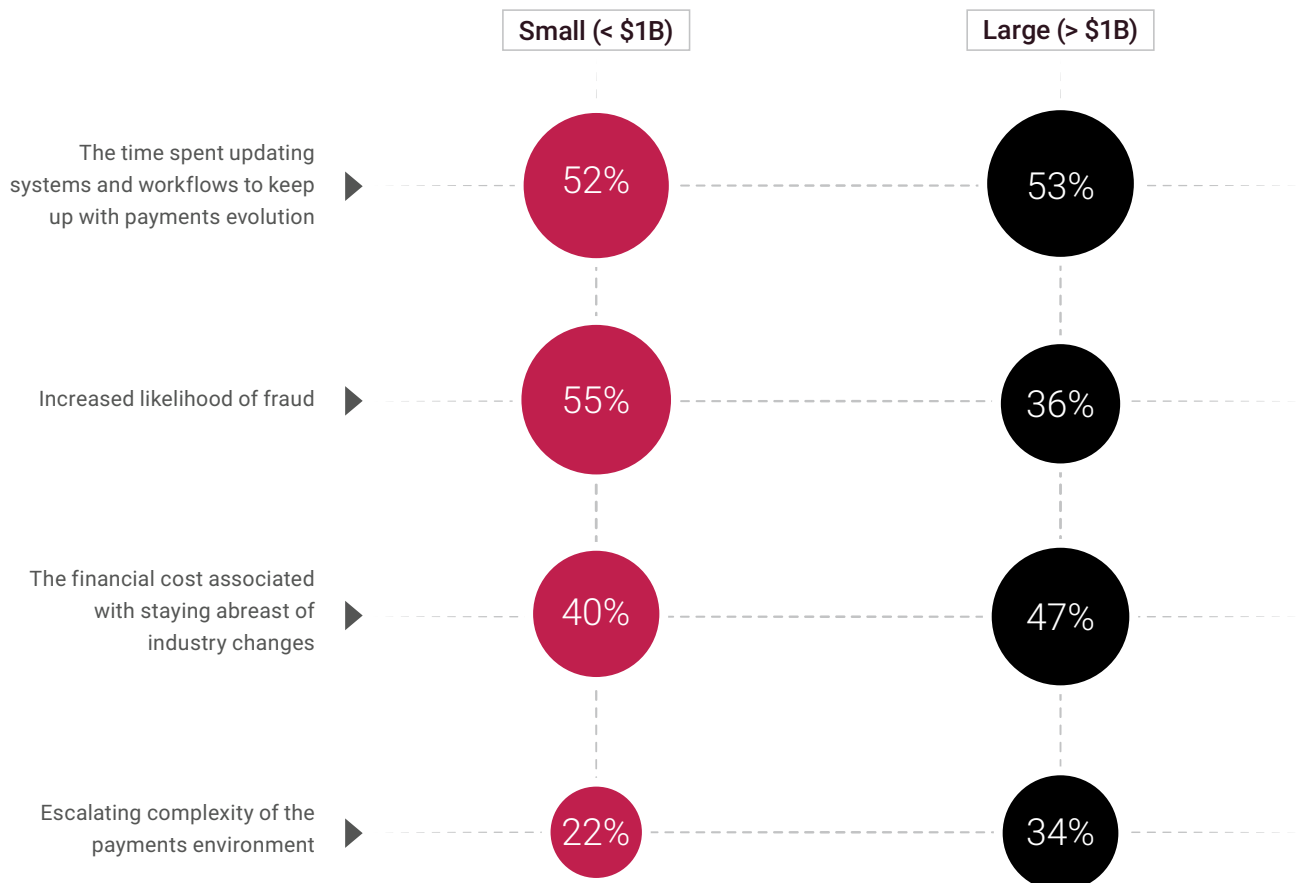 Small (< $1B)
Large (> $1B)
The time spent updating
systems and workflows to keep
up with payments evolution
52%
53%
Increased likelihood of fraud
55%
36%
The financial cost associated
with staying abreast of
industry changes
40%
47%
Escalating complexity of the
payments environment
22%
34%